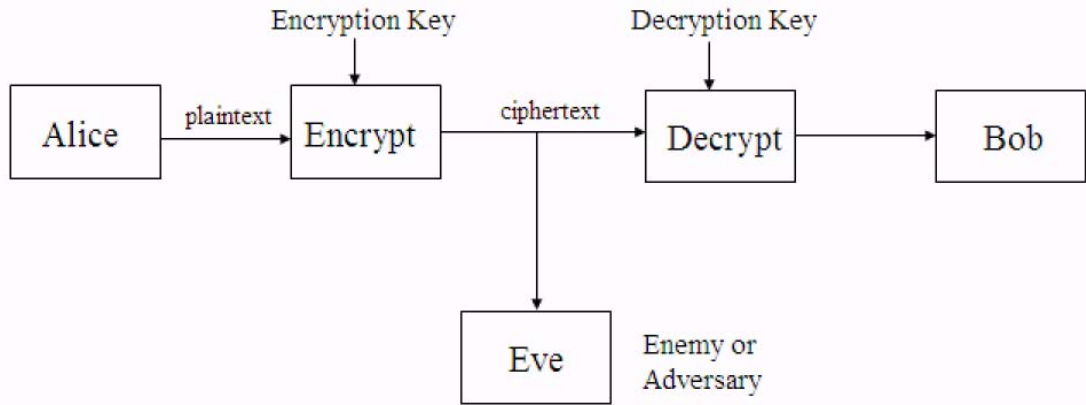 Encryption Key
Decryption Key
Alice
plaintext
Encrypt
ciphertext
Decrypt
Bob
Eve
Enemy or
Adversary